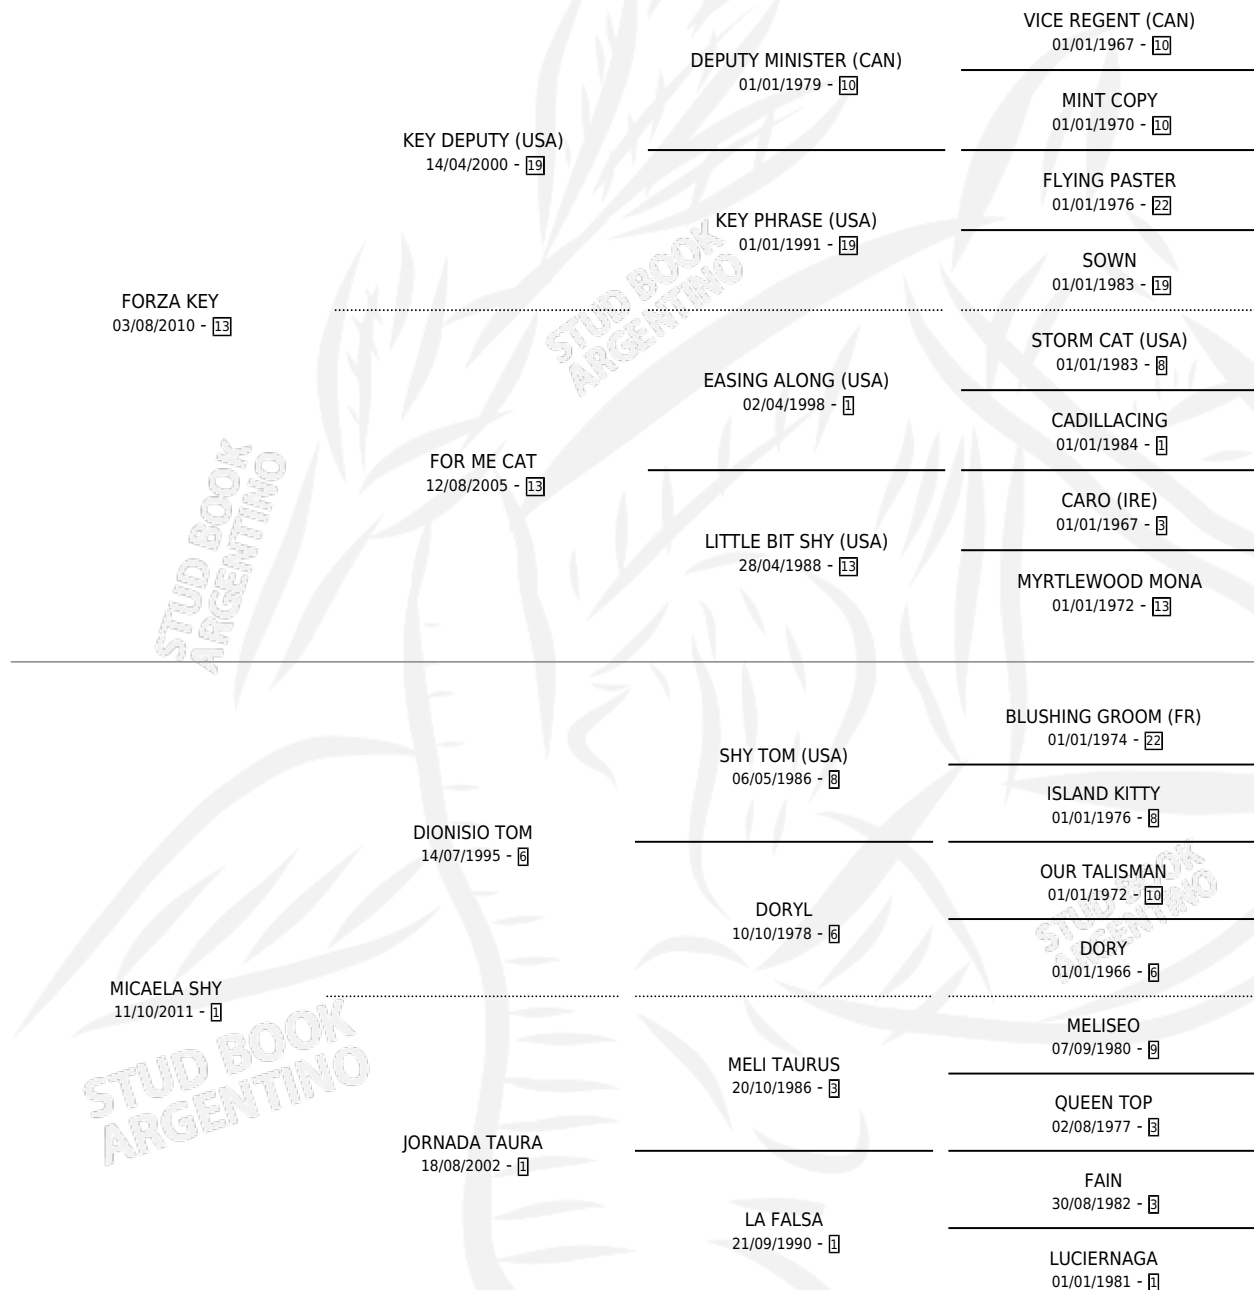 VICE REGENT (CAN)
01/01/1967 - 10
DEPUTY MINISTER (CAN)
01/01/1979 - 10
MINT COPY
01/01/1970 - 10
KEY DEPUTY (USA)
14/04/2000 - 19
FLYING PASTER
01/01/1976 - 22
KEY PHRASE (USA)
01/01/1991 - 19
SOWN
01/01/1983 - 19
FORZA KEY
03/08/2010 - 13
STORM CAT (USA)
01/01/1983 - 8
EASING ALONG (USA)
02/04/1998 - 1
CADILLACING
01/01/1984 - 1
FOR ME CAT
12/08/2005 - 13
CARO (IRE)
01/01/1967 - 3
LITTLE BIT SHY (USA)
28/04/1988 - 13
MYRTLEWOOD MONA
01/01/1972 - 13
BLUSHING GROOM (FR)
01/01/1974 - 22
SHY TOM (USA)
06/05/1986 - 8
ISLAND KITTY
01/01/1976 - 8
DIONISIO TOM
14/07/1995 - 6
OUR TALISMAN
01/01/1972 - 10
DORYL
10/10/1978 - 6
DORY
01/01/1966 - 6
MICAELA SHY
11/10/2011 - 1
MELISEO
07/09/1980 - 9
MELI TAURUS
20/10/1986 - 3
QUEEN TOP
02/08/1977 - 3
JORNADA TAURA
18/08/2002 - 1
FAIN
30/08/1982 - 3
LA FALSA
21/09/1990 - 1
LUCIERNAGA
01/01/1981 - 1
STUD BOOK
ARGENTINO
STUD BOOK
ARGENTINO
STUD BOOK
ARGENTINO
STUD BOOK
ARGENTINO